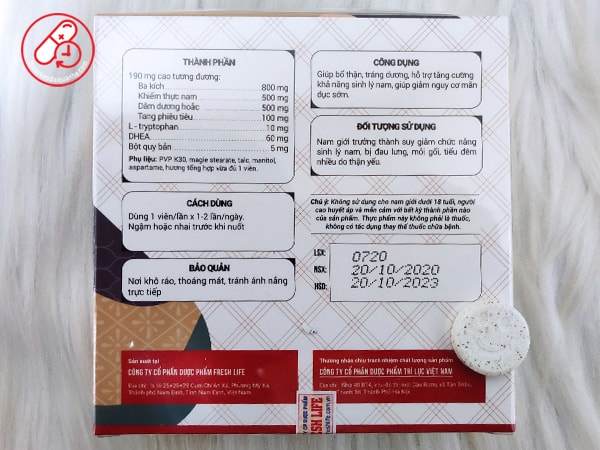 THÀNH PHẦN
190 mg cao tương đương:
Ba kích 800 mg
Khiếm thực nam 500 mg
Dâm dương hoắc 500 mg
Tang phiêu tiêu 100 mg
L - tryptophan 10 mg
DHEA 60 mg
Bột quy bản 5 mg
Phụ liệu: PVP K30, magie stearate, talc, manitol,
aspartame, hương tổng hợp vừa đủ 1 viên.
CÁCH DÙNG
Dùng 1 viên/lần x 1-2 lần/ngày.
Ngậm hoặc nhai trước khi nuốt
BẢO QUẢN
Nơi khô ráo, thoáng mát, tránh ánh nắng
trực tiếp
CÔNG DỤNG
Giúp bổ thận, tráng dương, hỗ trợ tăng cường
khả năng sinh lý nam, giúp giảm nguy cơ mãn
dục sớm.
ĐỐI TƯỢNG SỬ DỤNG
Nam giới trưởng thành suy giảm chức năng
sinh lý nam, bị đau lưng, mỏi gối, tiểu đêm
nhiều do thận yếu.
Chú ý: Không sử dụng cho nam giới dưới 18 tuổi, người
cao huyết áp và mẫn cảm với bất kỳ thành phần nào
của sản phẩm. Thực phẩm này không phải là thuốc,
không có tác dụng thay thế thuốc chữa bệnh.
LSX: 0720
NSX: 20/10/2020
HSD: 20/10/2023
Sản xuất tại
CÔNG TY CỔ PHẦN DƯỢC PHẨM FRESH LIFE
Thành phố Nam Định, Tỉnh Nam Định, Việt Nam
Thương nhân chịu trách nhiệm chất lượng sản phẩm
CÔNG TY CỔ PHẦN DƯỢC PHẨM TRÍ LỰC VIỆT NAM
Thành phố Hà Nội
CỔ PHẦN DƯỢC PHẨM
SH LIFE